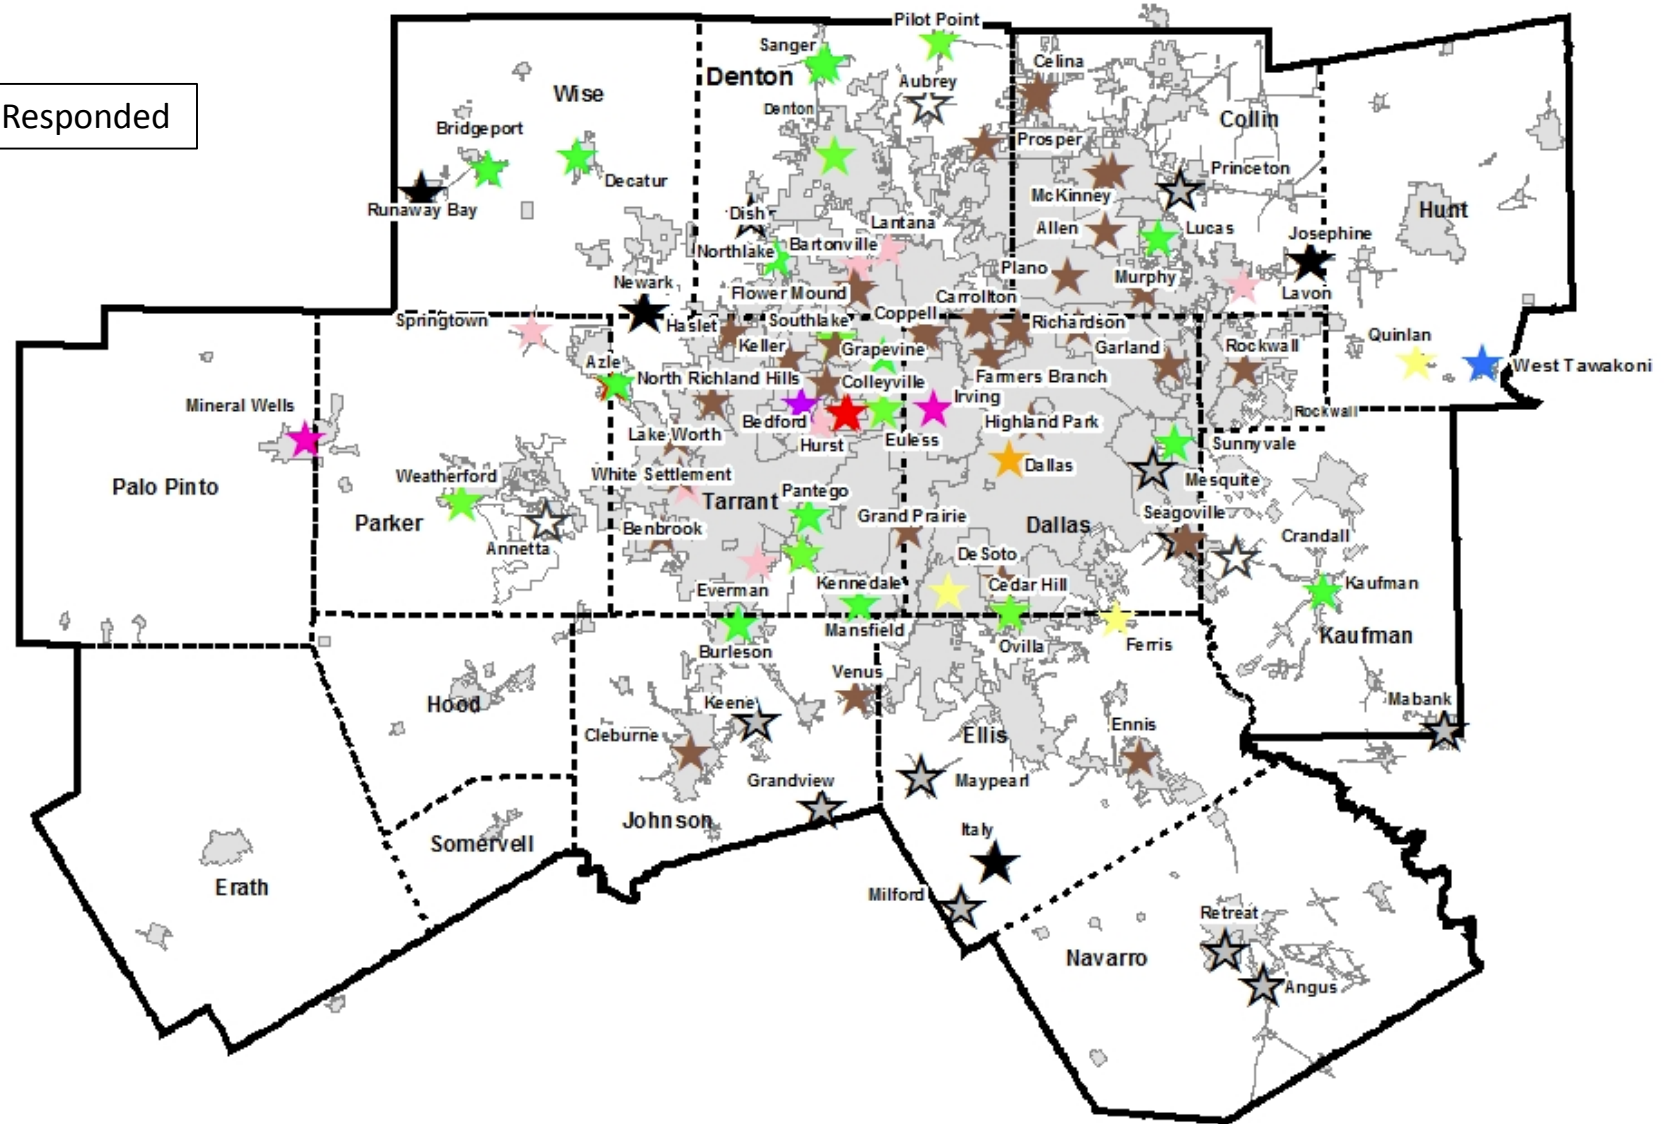 Pilot Point
Sanger
Denton
Celina
Aubrey
Wise
Responded
Denton
Collin
Bridgeport
Prosper
Princeton
Decatur
McKinney
Runaway Bay
Dish
Lantana
Allen
Lucas
Hunt
Josephine
Northlake
Bartonville
Plano
Murphy
Newark
Flower Mound
Carrollton
Lavon
Springtown
Haslet
Southlake
Coppell
Richardson
Quinlan
Keller
Grapevine
Garland
Rockwall
West Tawakoni
Azle
North Richland Hills
Colleyville
Farmers Branch
Irving
Mineral Wells
Rockwall
Bedford
Highland Park
Lake Worth
Hurst
Euless
Sunnyvale
Dallas
Weatherford
White Settlement
Mesquite
Palo Pinto
Tarrant
Pantego
Parker
Grand Prairie
Dallas
Seagoville
Benbrook
Crandall
Annetta
DeSoto
Everman
Kennedale
Cedar Hill
Kaufman
Mansfield
Kaufman
Burleson
Ovilla
Ferris
Venus
Hood
Keene
Mabank
Cleburne
Ellis
Ennis
Grandview
Maypearl
Johnson
Italy
Somervell
Erath
Milford
Retreat
Navarro
Angus